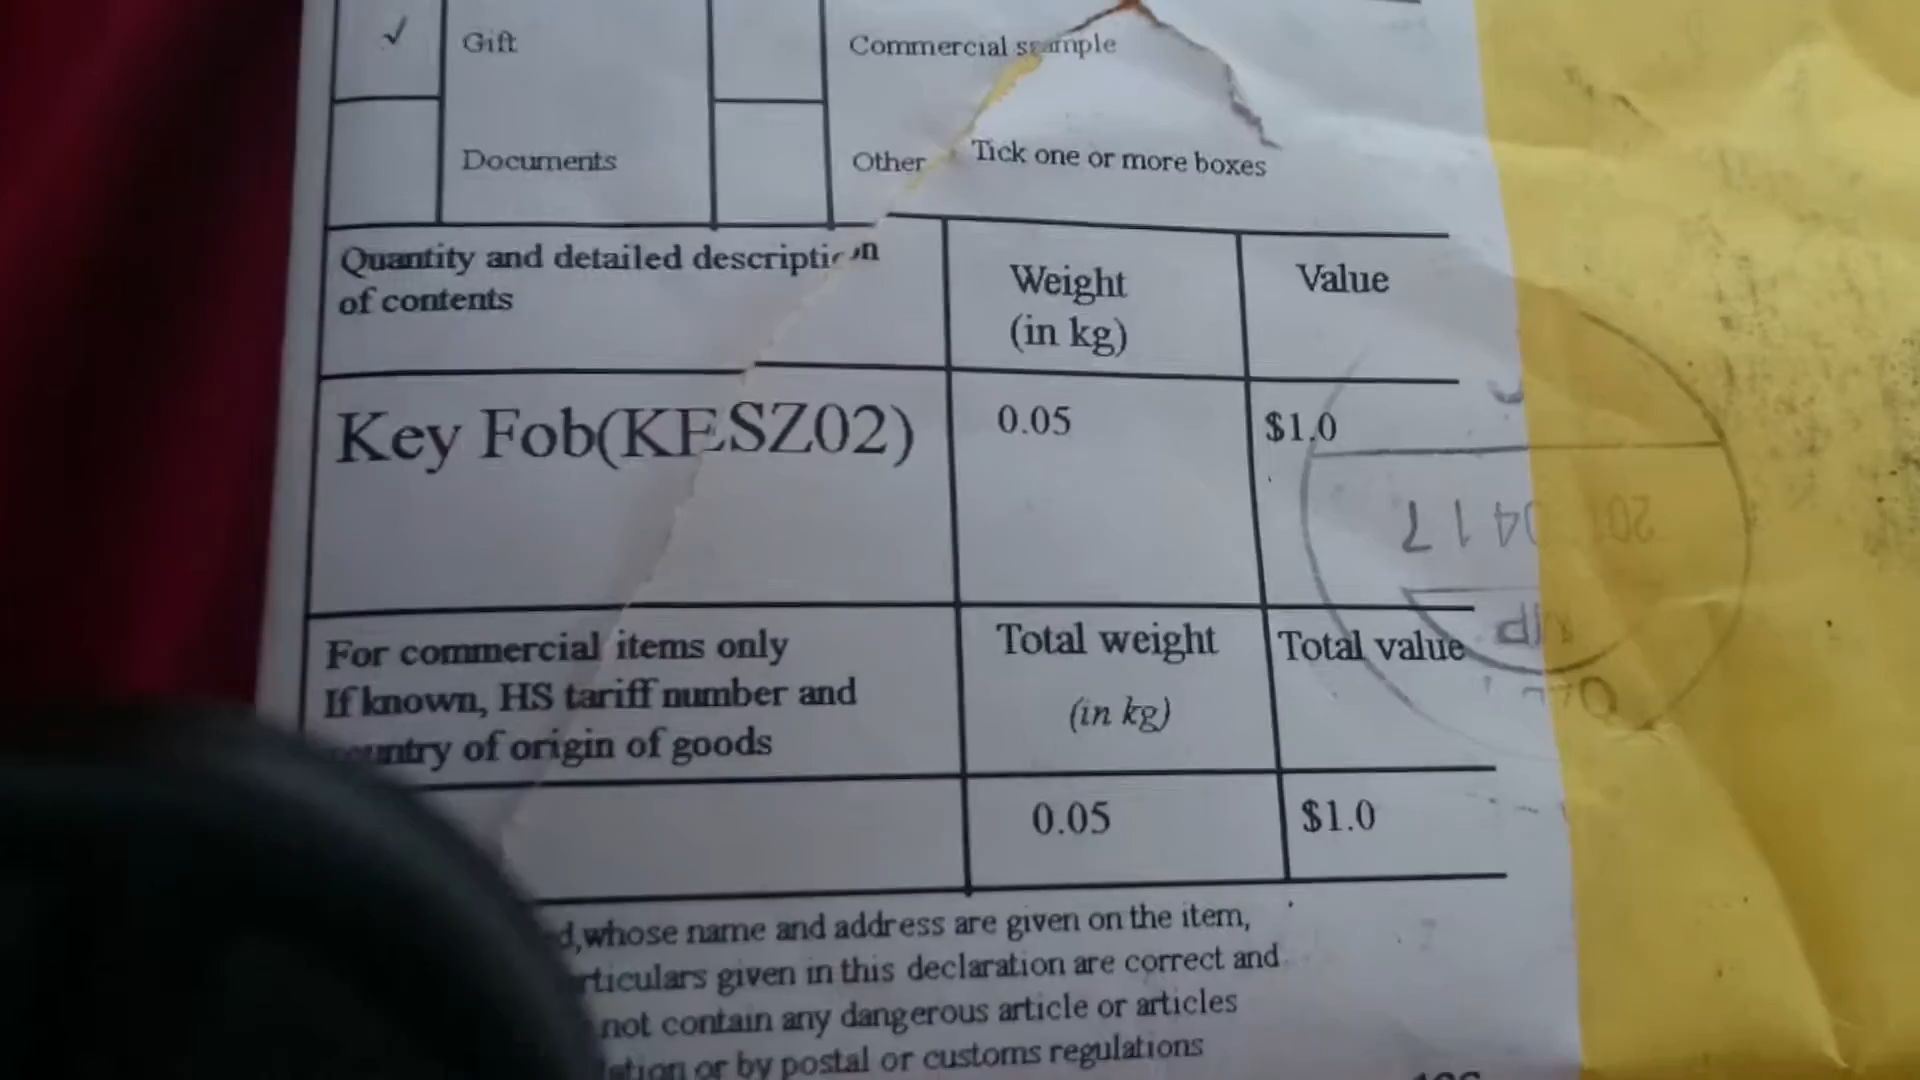 ✓ Gift Commercial sample
Documents Other Tick one or more boxes
Quantity and detailed description
of contents
Weight
(in kg)
Value
Key Fob(KESZ02) 0.05 $1.0
For commercial items only
If known, HS tariff number and
country of origin of goods
Total weight
(in kg)
Total value
0.05 $1.0
whose name and address are given on the item,
given in this declaration are correct and
not contain any dangerous article or articles
or by postal or customs regulations
0417